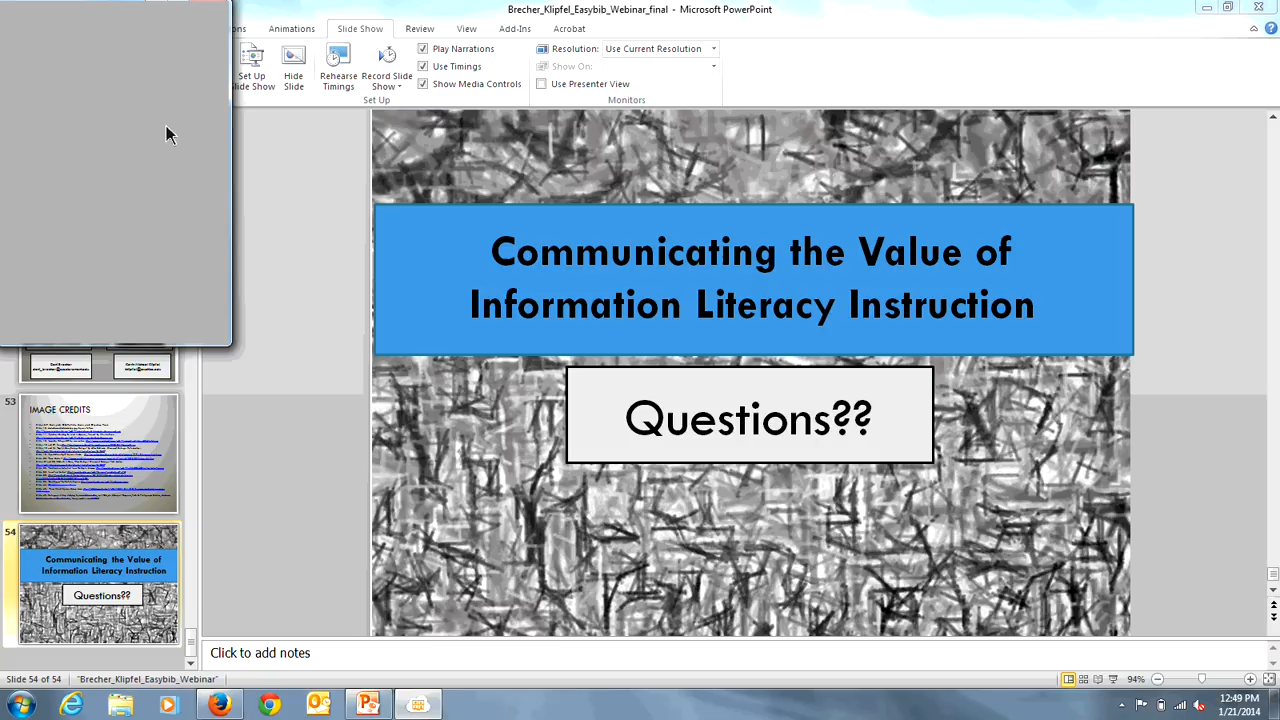 Brecher_Klipfel_Easybib_Webinar_final - Microsoft PowerPoint
ons Animations Slide Show Review View Add-Ins Acrobat
Set Up
Slide Show
Hide
Slide
Rehearse
Timings
Record Slide
Show
Play Narrations
Use Timings
Show Media Controls
Set Up
Resolution: Use Current Resolution
Show On:
Use Presenter View
Monitors
Communicating the Value of
Information Literacy Instruction
Questions??
53
IMAGE CREDITS
54
Communicating the Value of
Information Literacy Instruction
Questions??
Click to add notes
Slide 54 of 54 "Brecher_Klipfel_Easybib_Webinar" 94%
12:49 PM
1/21/2014